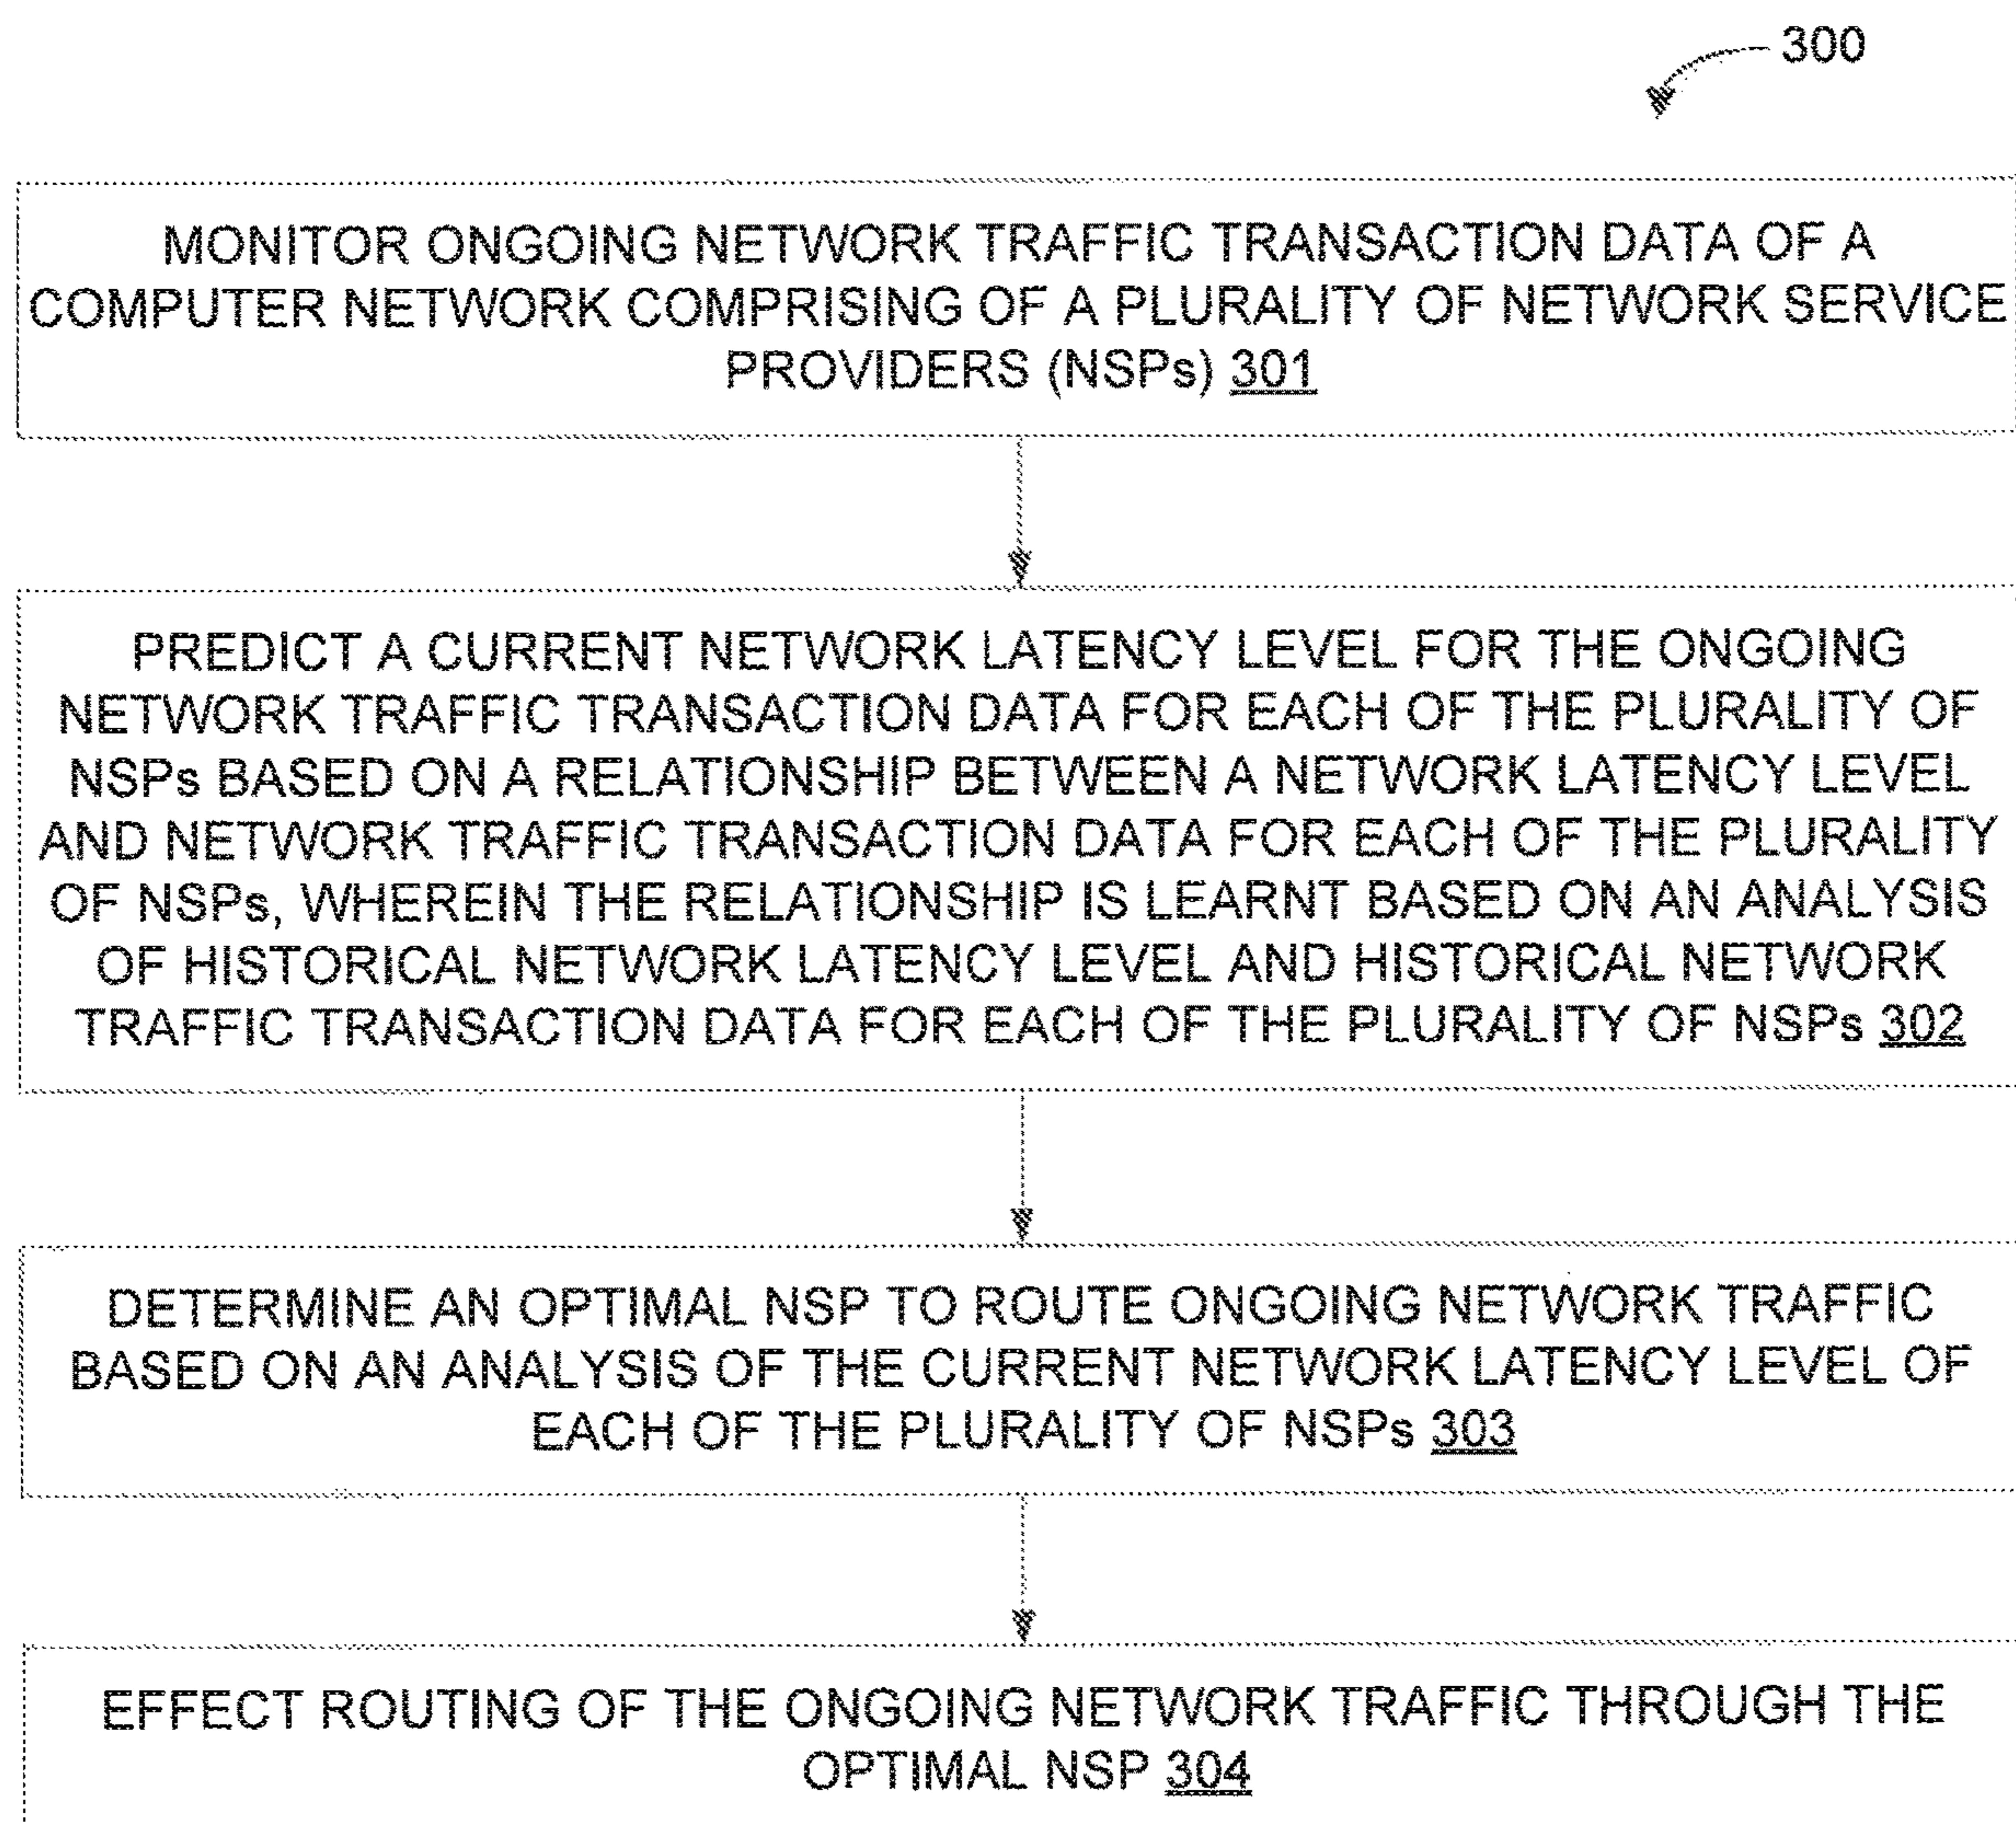 300
MONITOR ONGOING NETWORK TRAFFIC TRANSACTION DATA OF A
COMPUTER NETWORK COMPRISING OF A PLURALITY OF NETWORK SERVICE
PROVIDERS (NSPs) 301
PREDICT A CURRENT NETWORK LATENCY LEVEL FOR THE ONGOING
NETWORK TRAFFIC TRANSACTION DATA FOR EACH OF THE PLURALITY OF
NSPs BASED ON A RELATIONSHIP BETWEEN A NETWORK LATENCY LEVEL
AND NETWORK TRAFFIC TRANSACTION DATA FOR EACH OF THE PLURALITY
OF NSPs, WHEREIN THE RELATIONSHIP IS LEARNT BASED ON AN ANALYSIS
OF HISTORICAL NETWORK LATENCY LEVEL AND HISTORICAL NETWORK
TRAFFIC TRANSACTION DATA FOR EACH OF THE PLURALITY OF NSPs 302
DETERMINE AN OPTIMAL NSP TO ROUTE ONGOING NETWORK TRAFFIC
BASED ON AN ANALYSIS OF THE CURRENT NETWORK LATENCY LEVEL OF
EACH OF THE PLURALITY OF NSPs 303
EFFECT ROUTING OF THE ONGOING NETWORK TRAFFIC THROUGH THE
OPTIMAL NSP 304